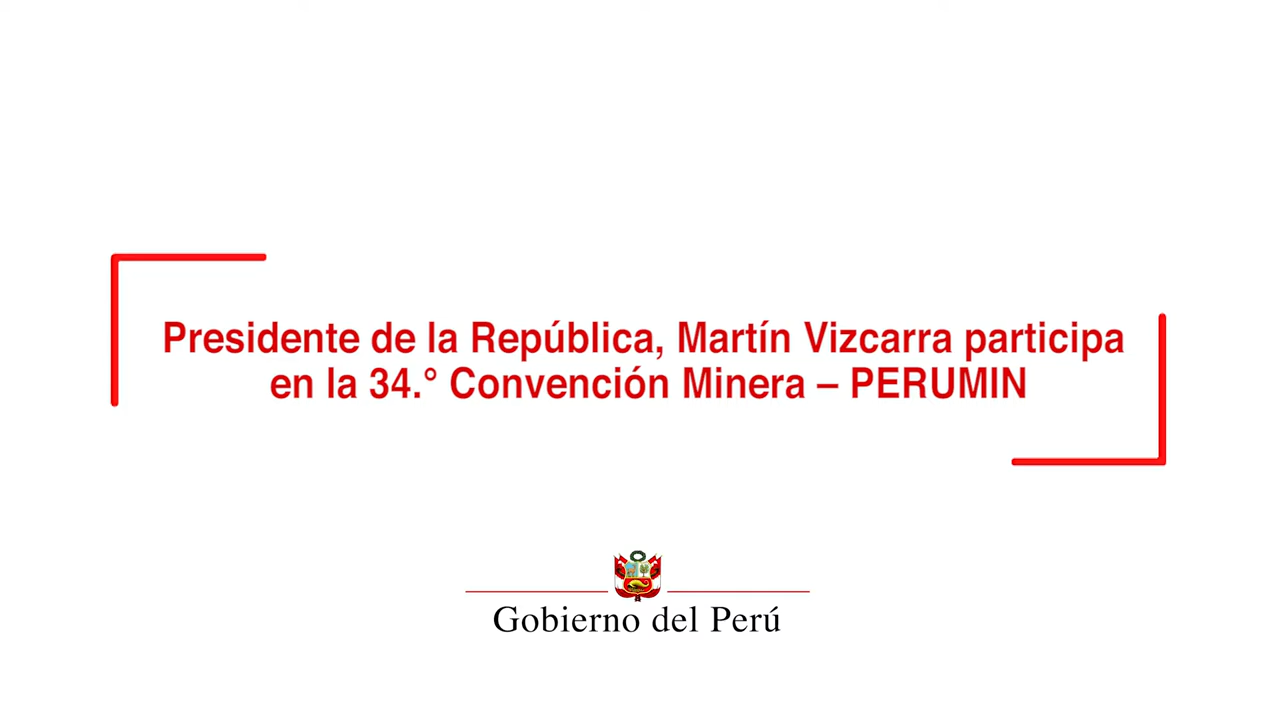 Presidente de la República, Martín Vizcarra participa
en la 34.° Convención Minera – PERUMIN
Gobierno del Perú